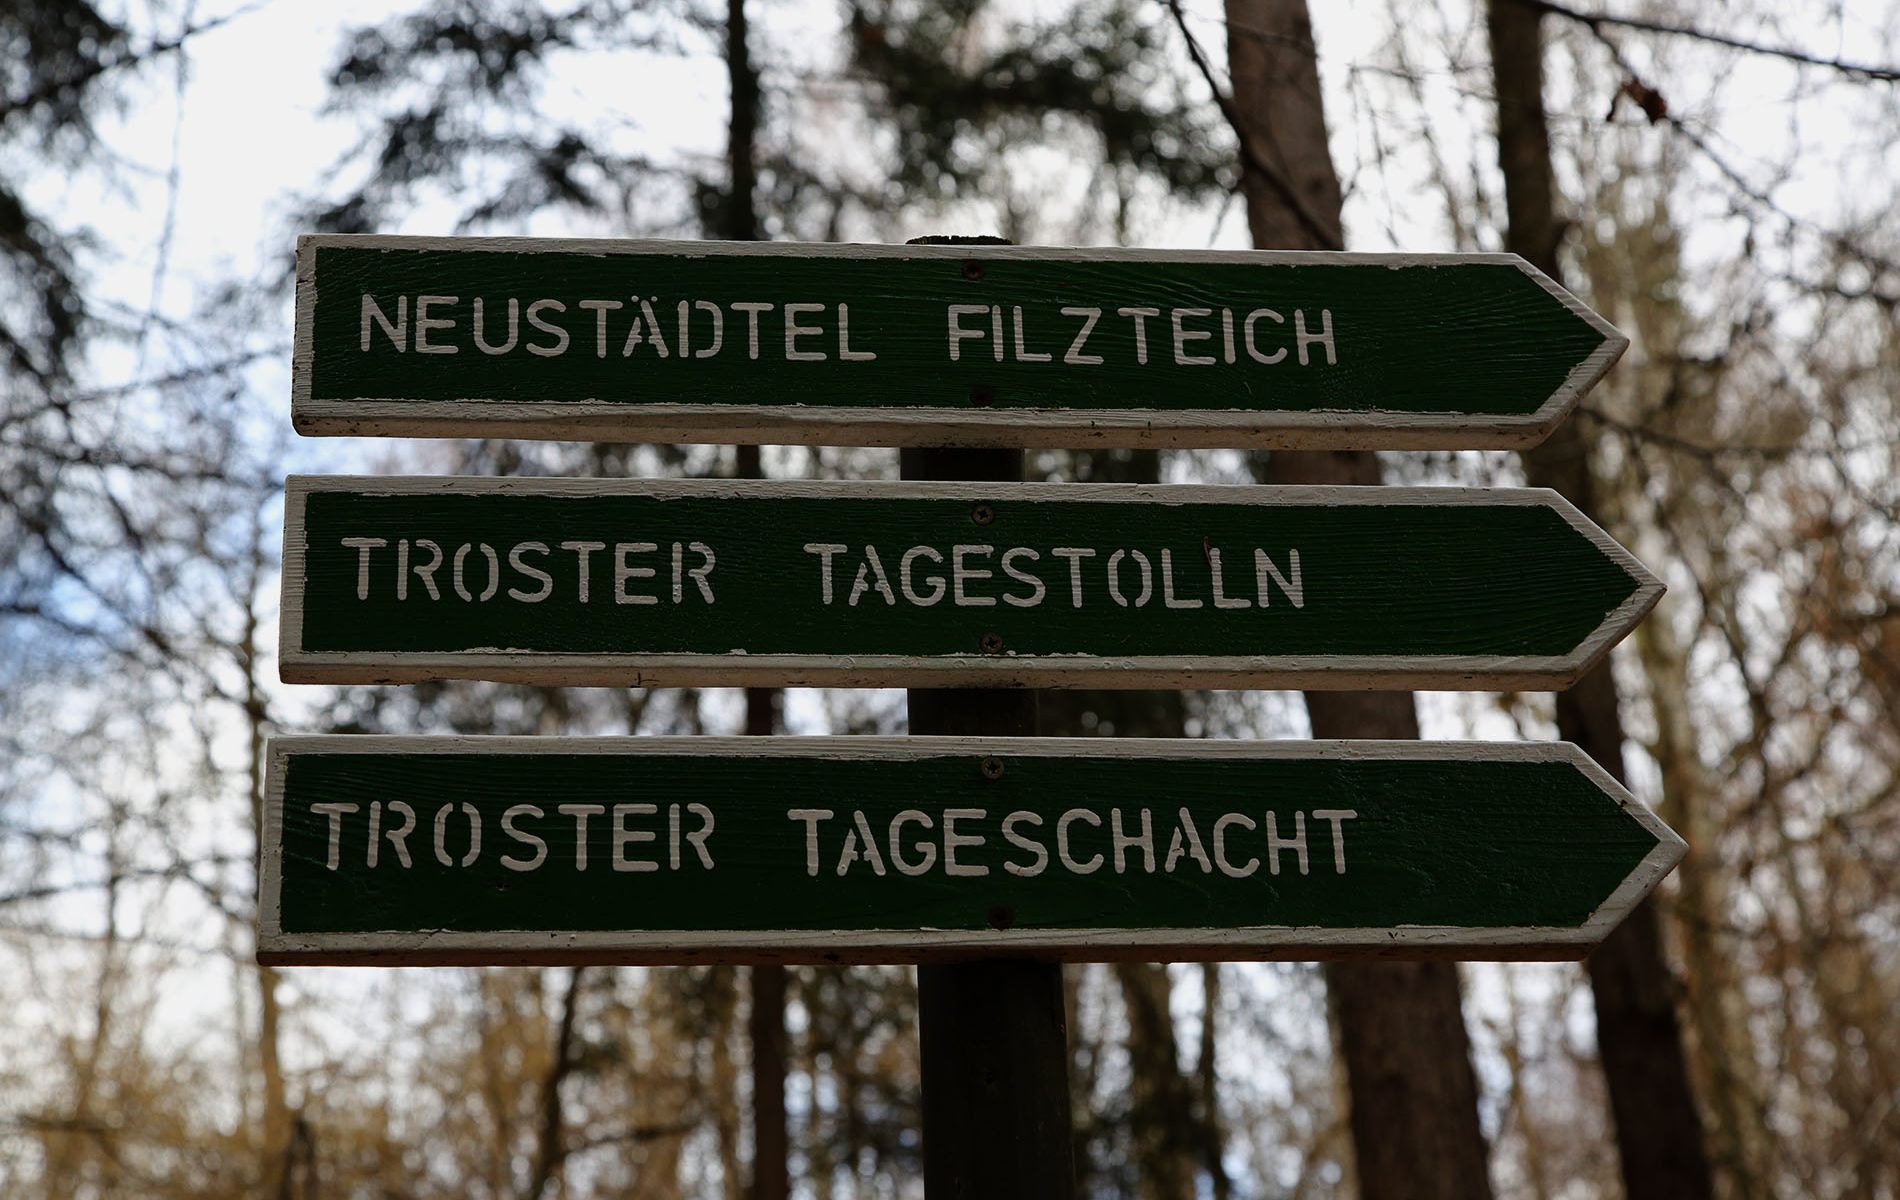 NEUSTÄDTEL FILZTEICH
TROSTER TAGESTOLLN
TROSTER TAGESCHACHT